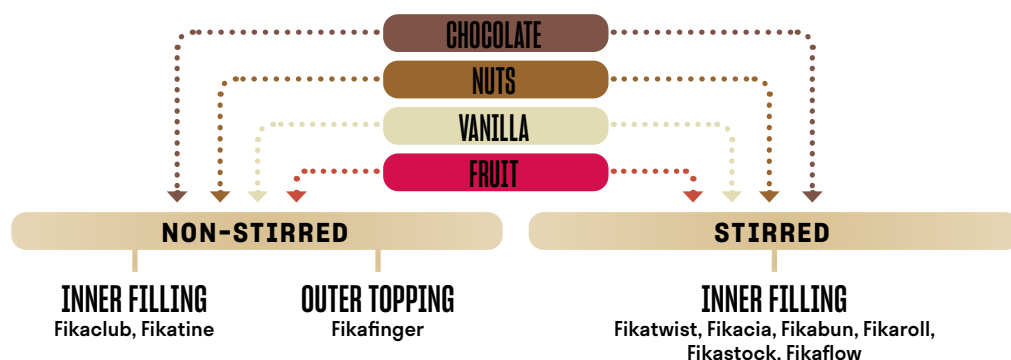 CHOCOLATE
NUTS
VANILLA
FRUIT
NON-STIRRED
STIRRED
INNER FILLING
Fikaclub, Fikatine
OUTER TOPPING
Fikafinger
INNER FILLING
Fikatwist, Fikacia, Fikabun, Fikaroll,
Fikastock, Fikaflow